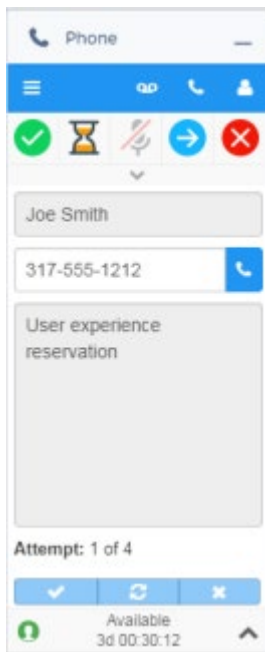 Phone
Joe Smith
317-555-1212
User experience
reservation
Attempt: 1 of 4
Available
3d 00:30:12